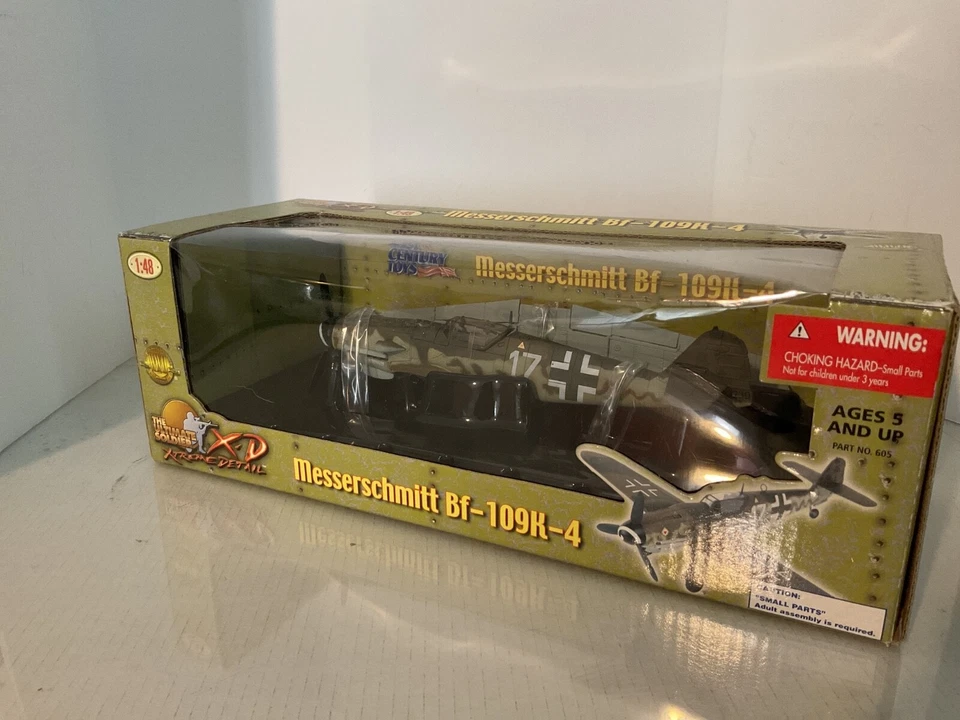 Messerschmitt Bf-109K-4
1:48
CENTURY
TOYS
Messerschmitt Bf-109K-4
WARNING:
CHOKING HAZARD–Small Parts
Not for children under 3 years
17
AGES 5
AND UP
PART NO. 605
THE
ULTIMATE
SOLDIER
X-D
XTREME DETAIL
Messerschmitt Bf-109K-4
CAUTION:
"SMALL PARTS"
Adult assembly is required.